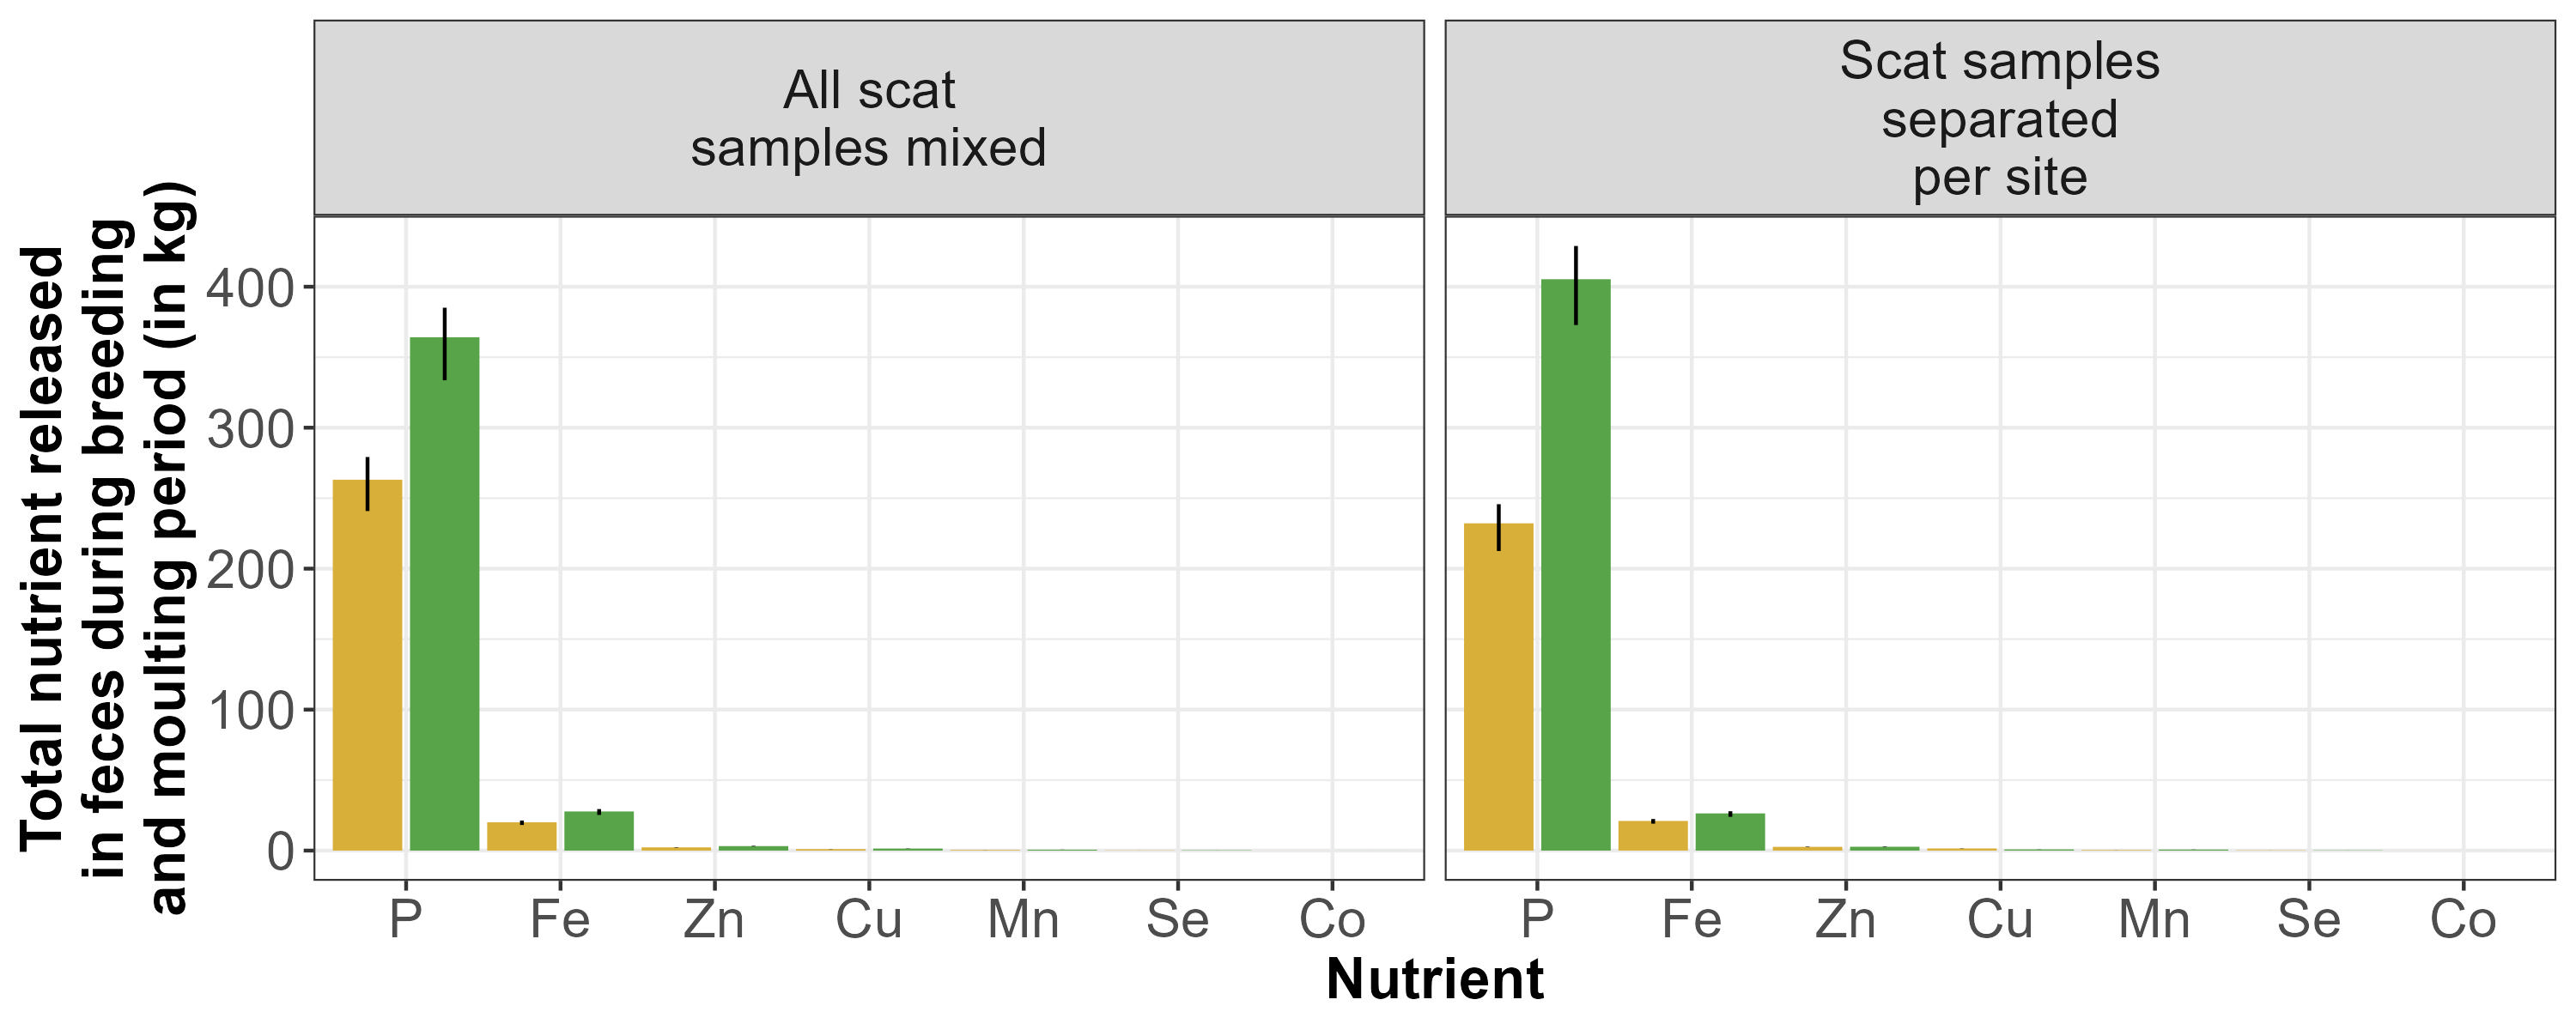 All scat
samples mixed
Scat samples
separated
per site
Total nutrient released
in feces during breeding
and moulting period (in kg)
400
300
200
100
0
P Fe Zn Cu Mn Se Co
P Fe Zn Cu Mn Se Co
Nutrient